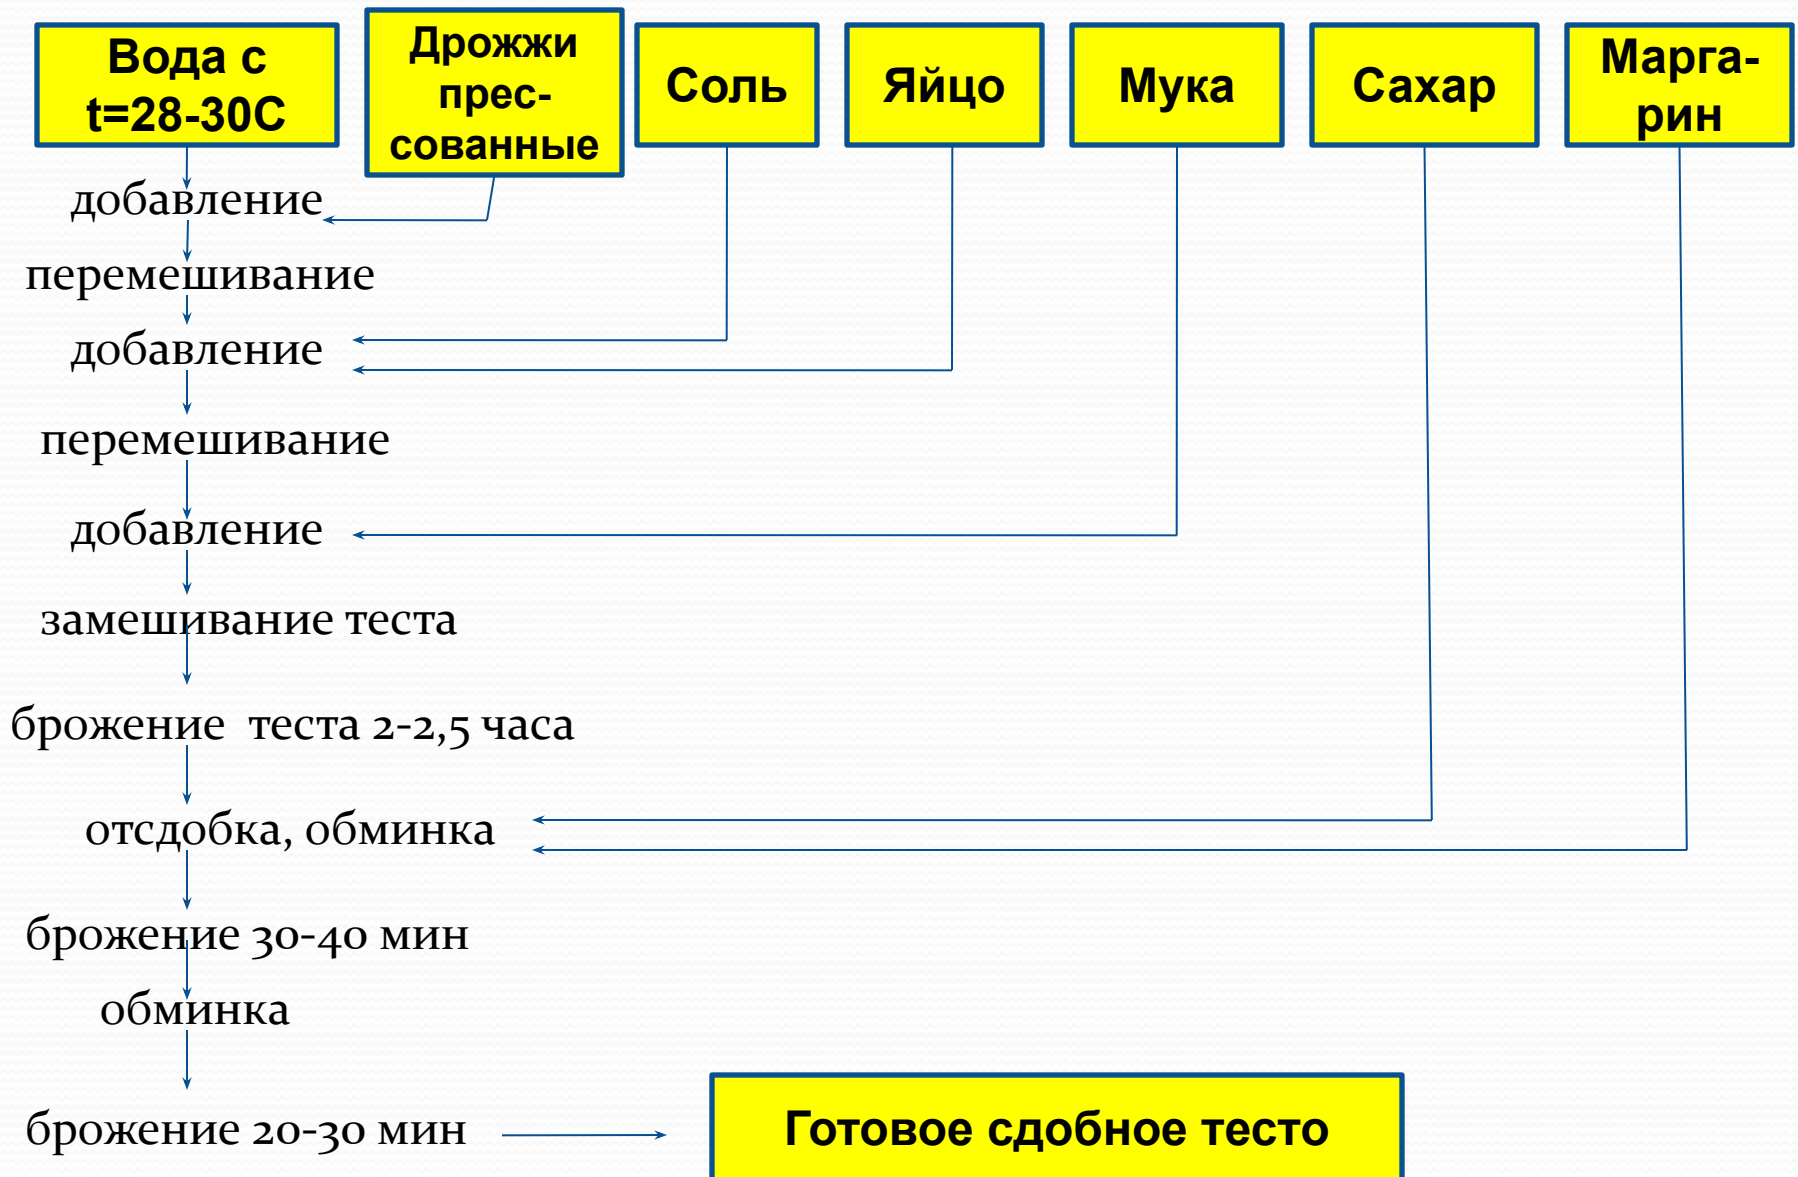 Вода с
t=28-30С
Дрожжи
прес-
сованные
Соль
Яйцо
Мука
Сахар
Марга-
рин
добавление
перемешивание
добавление
перемешивание
добавление
замешивание теста
брожение теста 2-2,5 часа
отсдобка, обминка
брожение 30-40 мин
обминка
брожение 20-30 мин
Готовое сдобное тесто